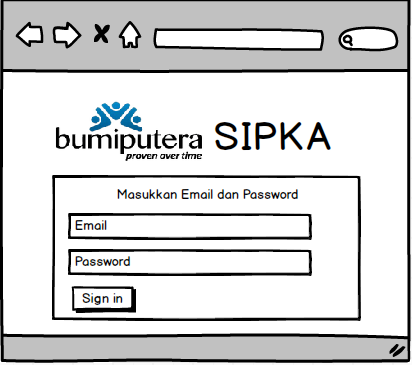 bumiputera SIPKA
proven over time
Masukkan Email dan Password
Email
Password
Sign in